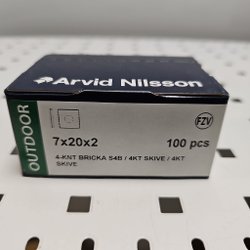 Arvid Nilsson
OUTDOOR
FZV
7x20x2 100 pcs
4-KNT BRICKA S4B / 4KT SKIVE / 4KT
SKIVE